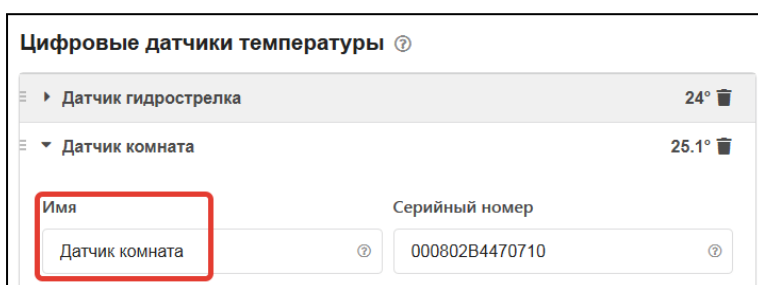 Цифровые датчики температуры
Датчик гидрострелка 24°
Датчик комната 25.1°
Имя Серийный номер
Датчик комната 000802B4470710